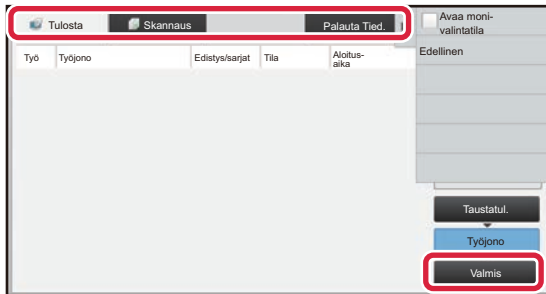 Tulosta
Skannaus
Palauta Tied.
Avaa moni-
valintatila
Edellinen
Työ
Työjono
Edistys/sarjat
Tila
Aloitus-
aika
Taustatul.
Työjono
Valmis